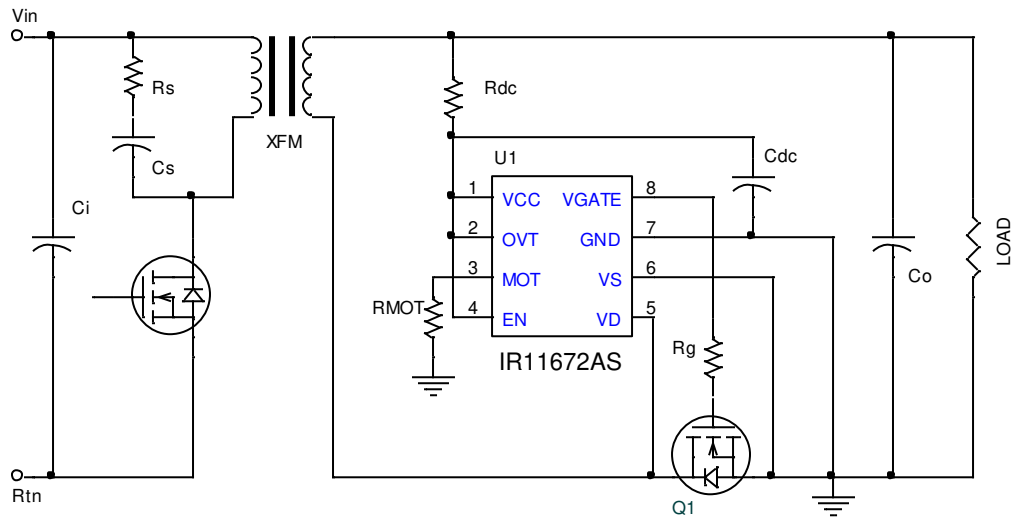 Vin
Rs
Cs
Ci
XFM
Rdc
U1
Cdc
1 VCC VGATE 8
2 OVT GND 7
3 MOT VS 6
4 EN VD 5
RMOT
IR11672AS
Rg
Co
LOAD
Rtn
Q1